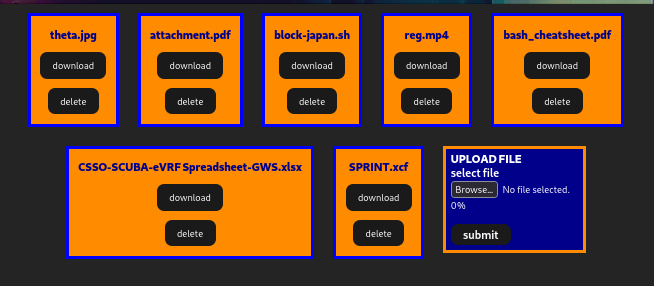 theta.jpg
download
delete
attachment.pdf
download
delete
block-japan.sh
download
delete
reg.mp4
download
delete
bash_cheatsheet.pdf
download
delete
CSSO-SCUBA-eVRF Spreadsheet-GWS.xlsx
download
delete
SPRINT.xcf
download
delete
UPLOAD FILE
select file
Browse... No file selected.
0%
submit